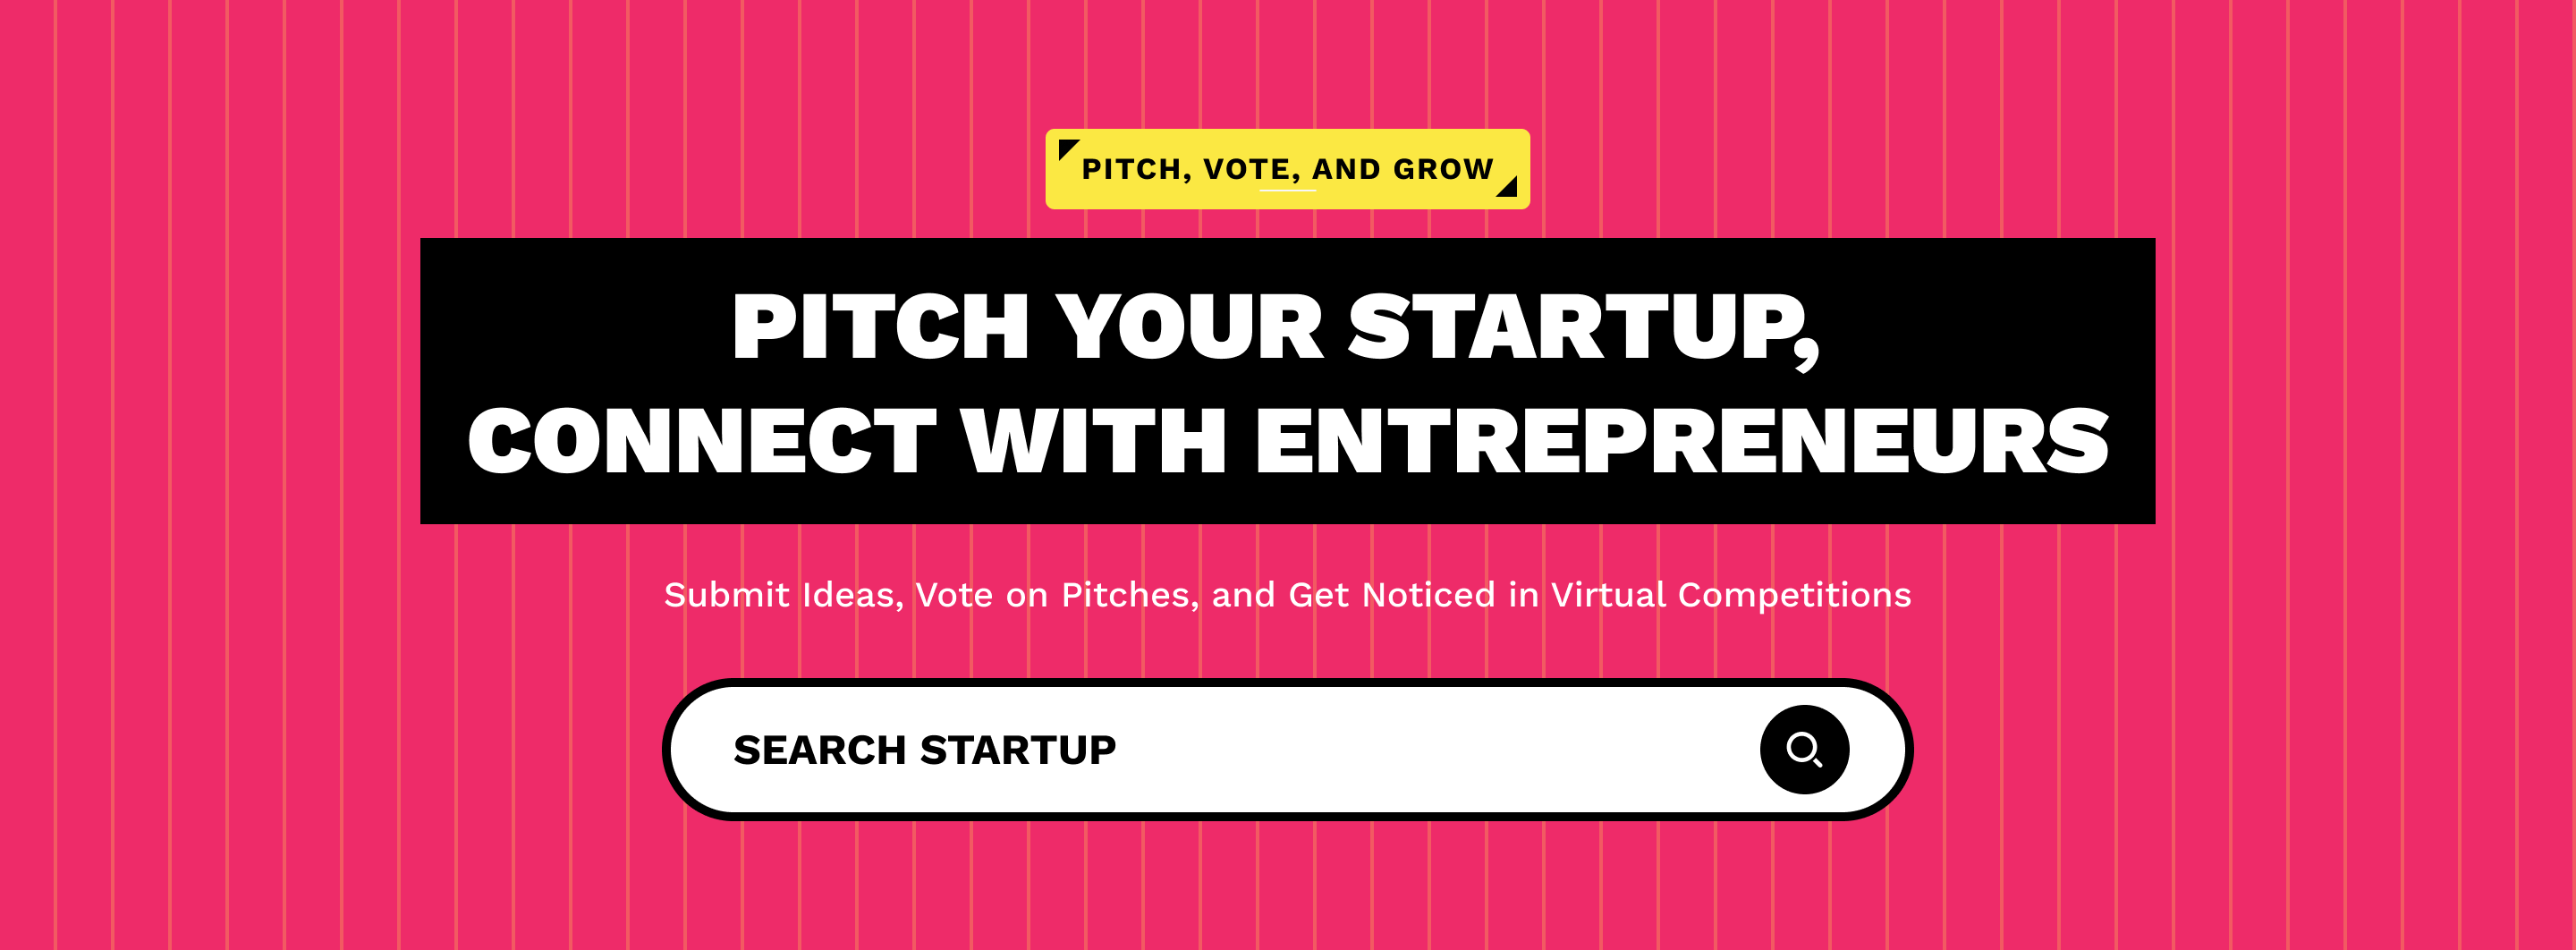 PITCH, VOTE, AND GROW
PITCH YOUR STARTUP,
CONNECT WITH ENTREPRENEURS
Submit Ideas, Vote on Pitches, and Get Noticed in Virtual Competitions
SEARCH STARTUP